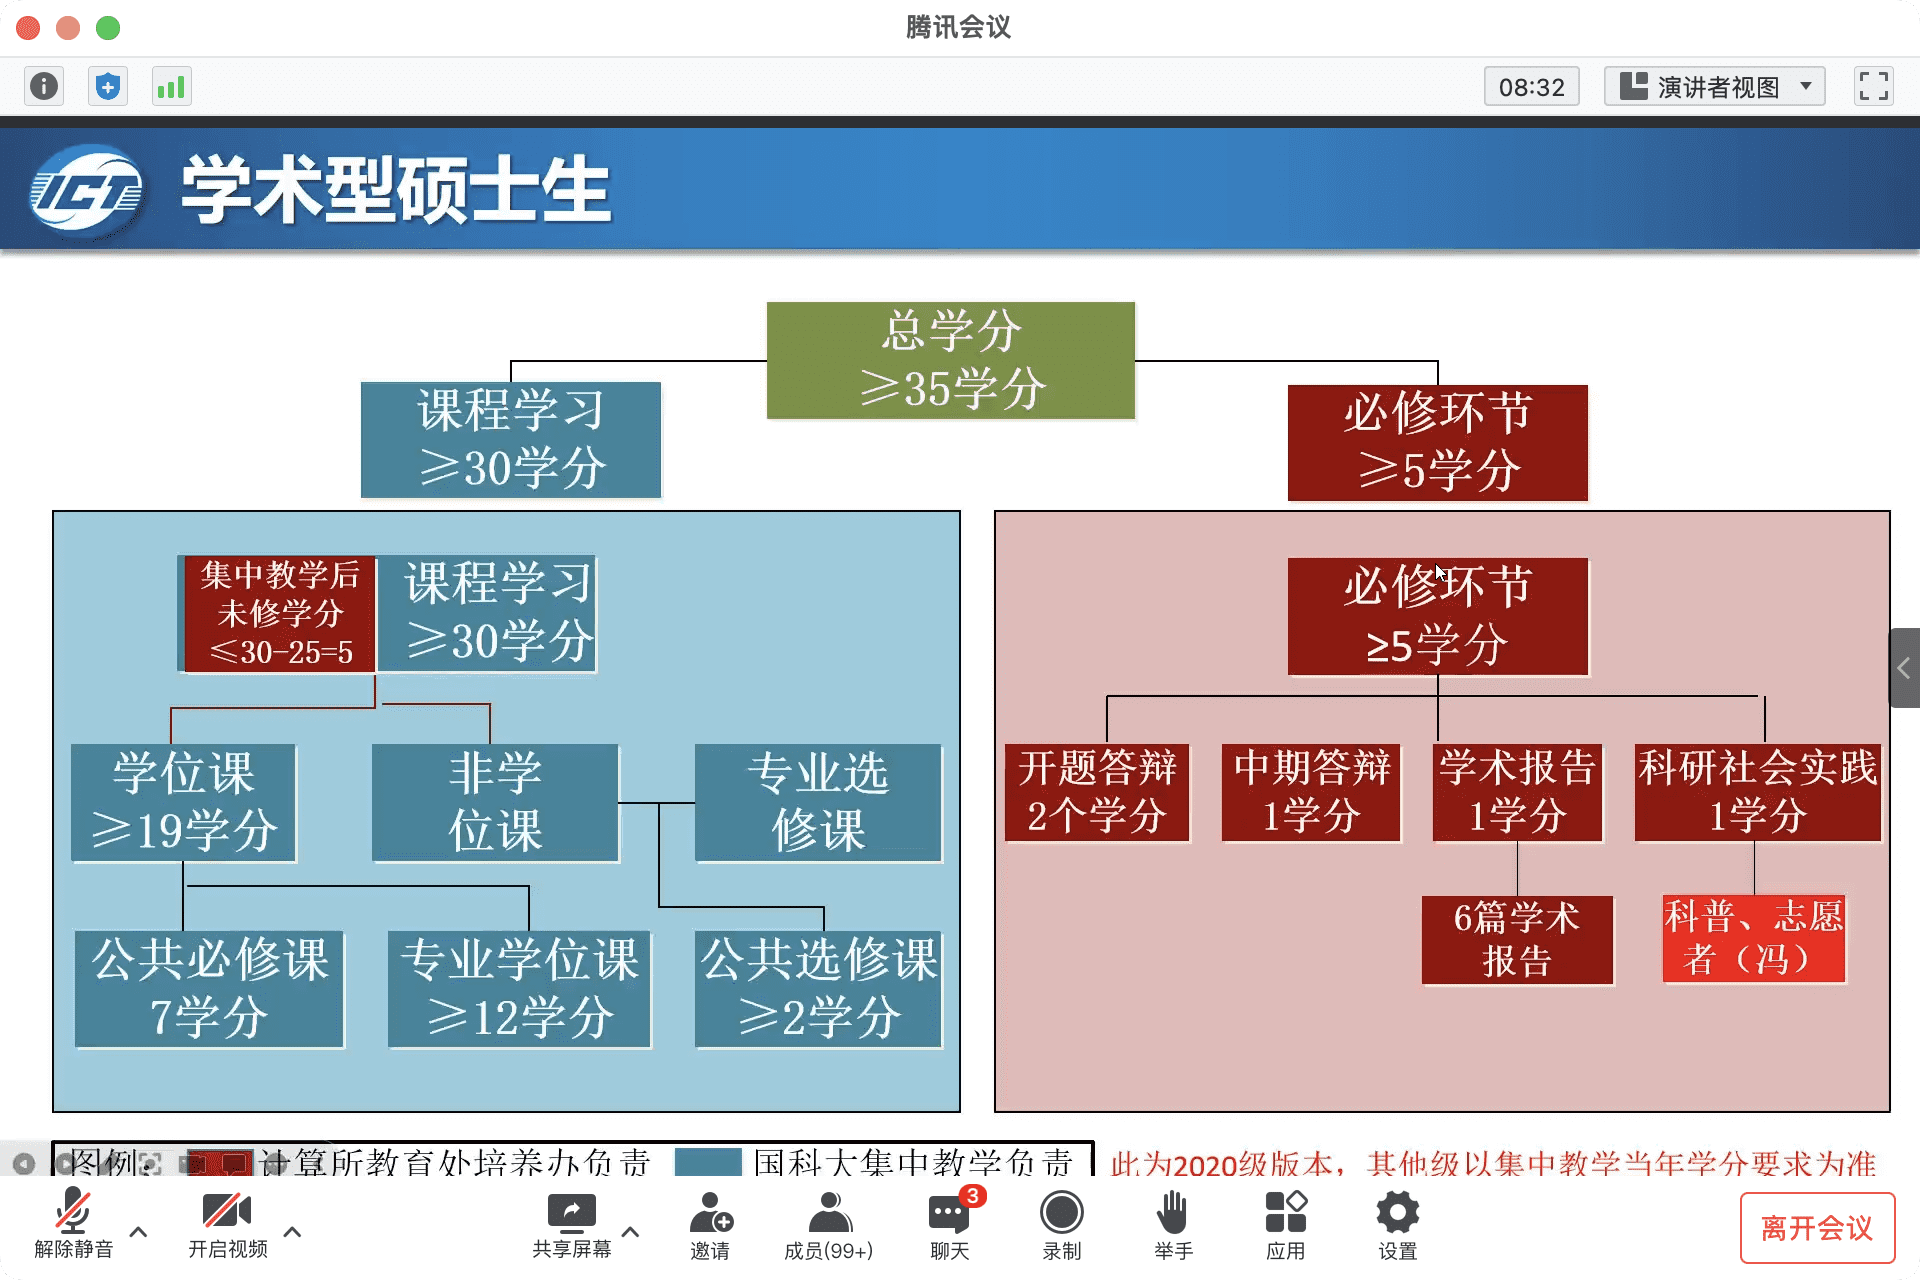 腾讯会议
08:32
演讲者视图
ICT
学术型硕士生
总学分
≥35学分
课程学习
≥30学分
必修环节
≥5学分
集中教学后
未修学分
≤30-25=5
课程学习
≥30学分
必修环节
≥5学分
学位课
≥19学分
非学
位课
专业选
修课
开题答辩
2个学分
中期答辩
1学分
学术报告
1学分
科研社会实践
1学分
公共必修课
7学分
专业学位课
≥12学分
公共选修课
≥2学分
6篇学术
报告
科普、志愿
者（冯）
图例：
计算所教育处培养办负责
国科大集中教学负责
此为2020级版本，其他级以集中教学当年学分要求为准
解除静音
开启视频
共享屏幕
邀请
成员(99+)
3
聊天
录制
举手
应用
设置
离开会议